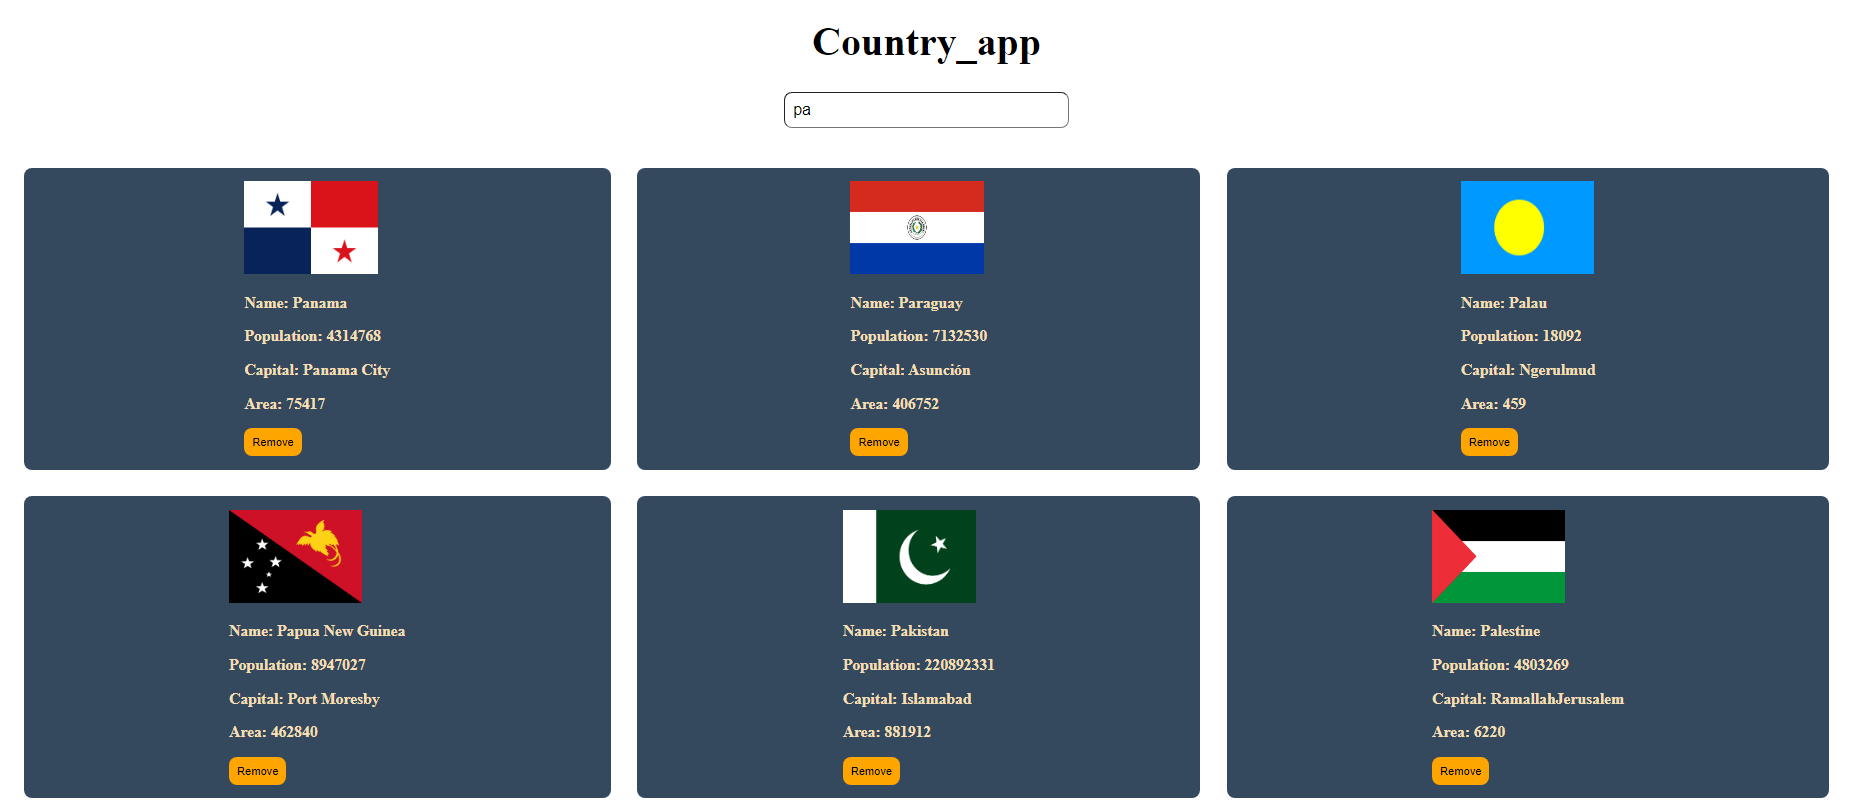 Country_app
pa
Name: Panama
Population: 4314768
Capital: Panama City
Area: 75417
Remove
Name: Paraguay
Population: 7132530
Capital: Asunción
Area: 406752
Remove
Name: Palau
Population: 18092
Capital: Ngerulmud
Area: 459
Remove
Name: Papua New Guinea
Population: 8947027
Capital: Port Moresby
Area: 462840
Remove
Name: Pakistan
Population: 220892331
Capital: Islamabad
Area: 881912
Remove
Name: Palestine
Population: 4803269
Capital: RamallahJerusalem
Area: 6220
Remove